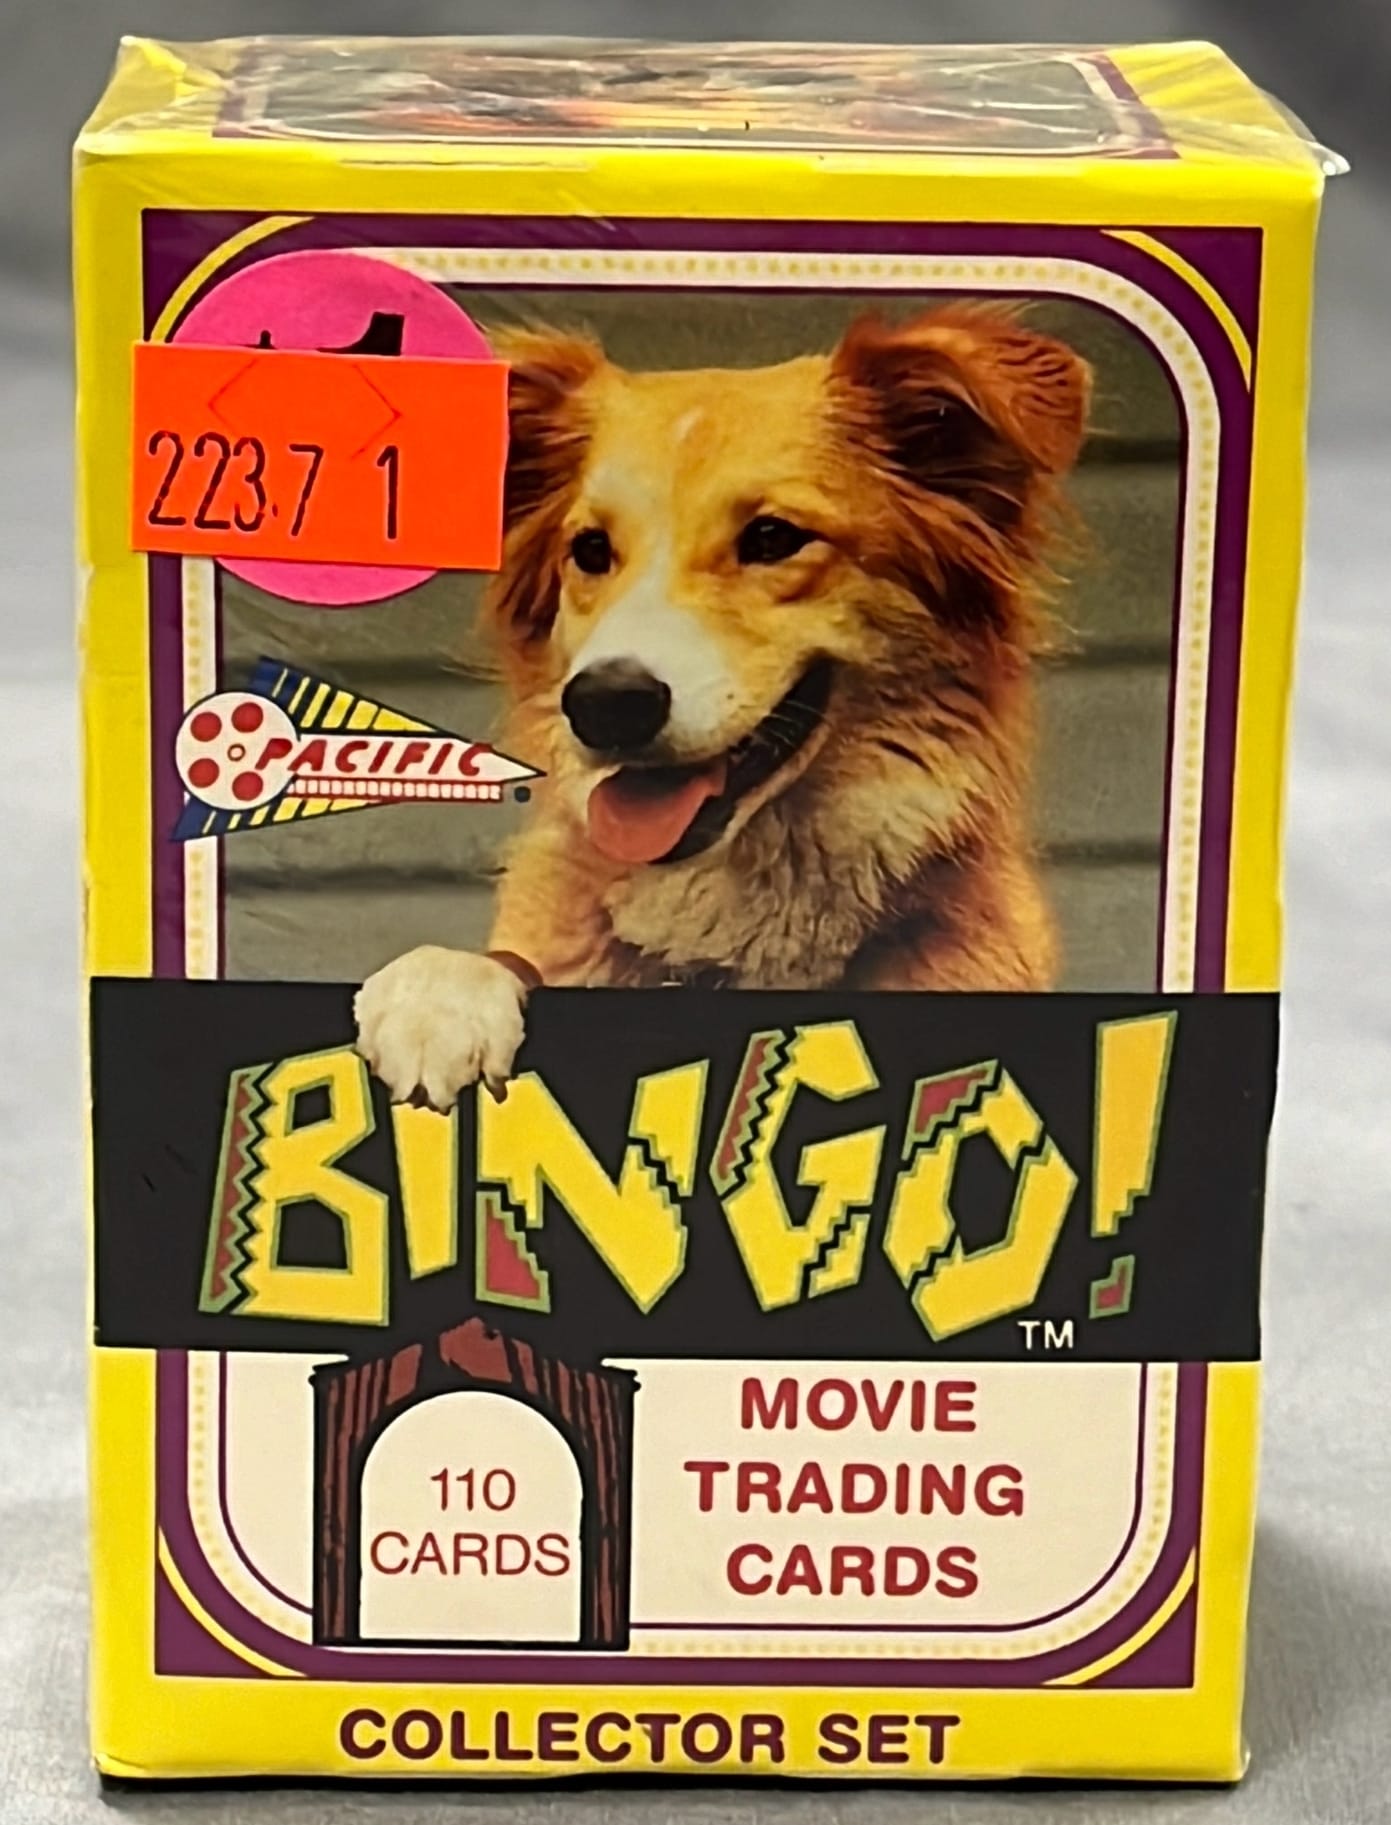 223.7 1
PACIFIC
BINGO!
TM
110
CARDS
MOVIE
TRADING
CARDS
COLLECTOR SET